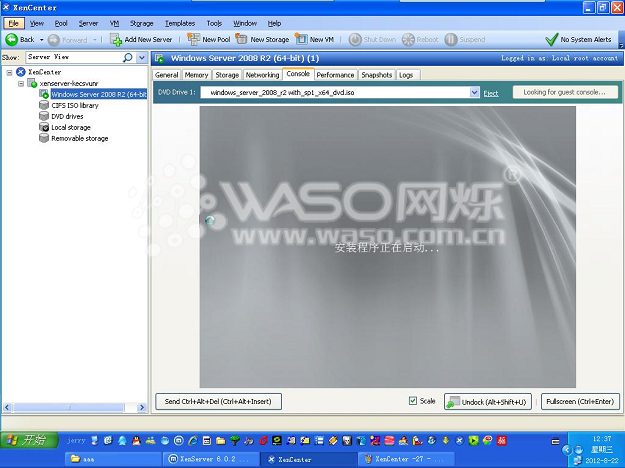 XenCenter
File View Pool Server VM Storage Templates Tools Window Help
Back Forward Add New Server New Pool New Storage New VM Shut Down Reboot Suspend No System Alerts
Show: Server View
Windows Server 2008 R2 (64-bit) (1) Logged in as: Local root account
XenCenter
xenserver-kecsvunr
Windows Server 2008 R2 (64-bit
CIFS ISO library
DVD drives
Local storage
Removable storage
General Memory Storage Networking Console Performance Snapshots Logs
DVD Drive 1: windows_server_2008_r2 with_sp1_x64_dvd.iso Eject Looking for guest console...
WASO网烁®
www.waso.com.cn
安装程序正在启动...
Send Ctrl+Alt+Del (Ctrl+Alt+Insert) Scale Undock (Alt+Shift+U) Fullscreen (Ctrl+Enter)
开始 jerry
12:37
星期三
2012-8-22
aaa XenServer 6.0.2 ... XenCenter XenCenter -27 - ...